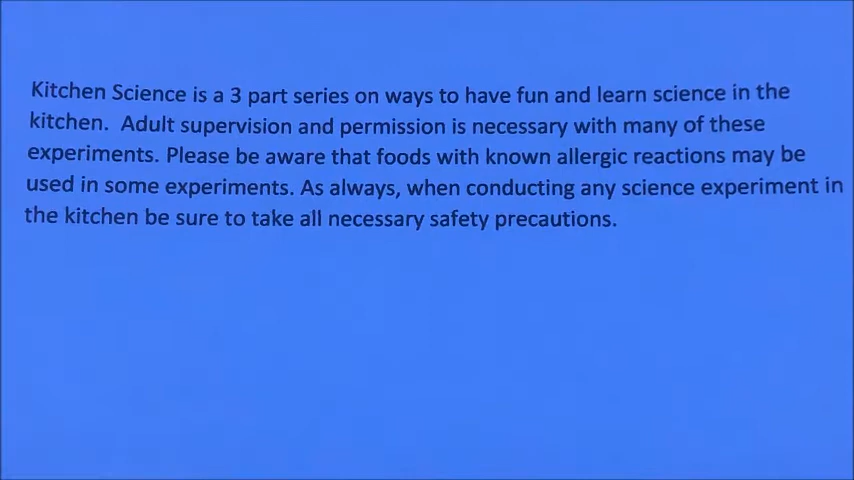 Kitchen Science is a 3 part series on ways to have fun and learn science in the
kitchen.  Adult supervision and permission is necessary with many of these
experiments. Please be aware that foods with known allergic reactions may be
used in some experiments. As always, when conducting any science experiment in
the kitchen be sure to take all necessary safety precautions.